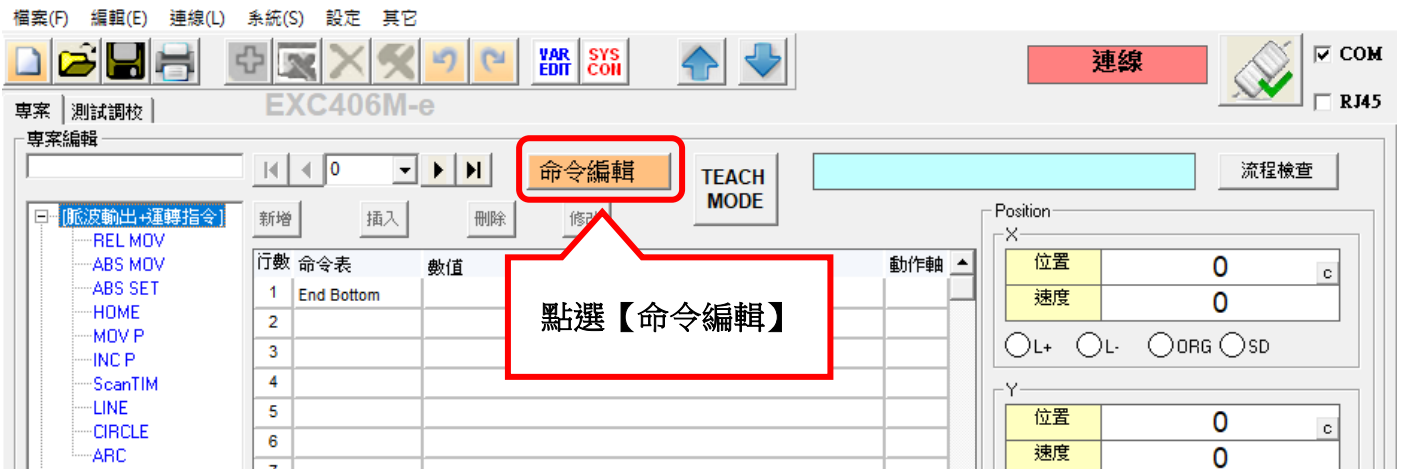 檔案(F) 編輯(E) 連線(L) 系統(S) 設定 其它
VAR EDIT SYS CON 連線 COM
RJ45
專案 測試調校 EXC406M-e
專案編輯
0 命令編輯 TEACH MODE 流程檢查
新增 插入 刪除
[脈波輸出+運轉指令]
REL MOV
ABS MOV
ABS SET
HOME
MOV P
INC P
ScanTIM
LINE
CIRCLE
ARC
行數 命令表 數值 動作軸
1 End Bottom
2
3
4
5
6
點選【命令編輯】
Position
X
位置 0 c
速度 0
L+ L- ORG SD
Y
位置 0 c
速度 0